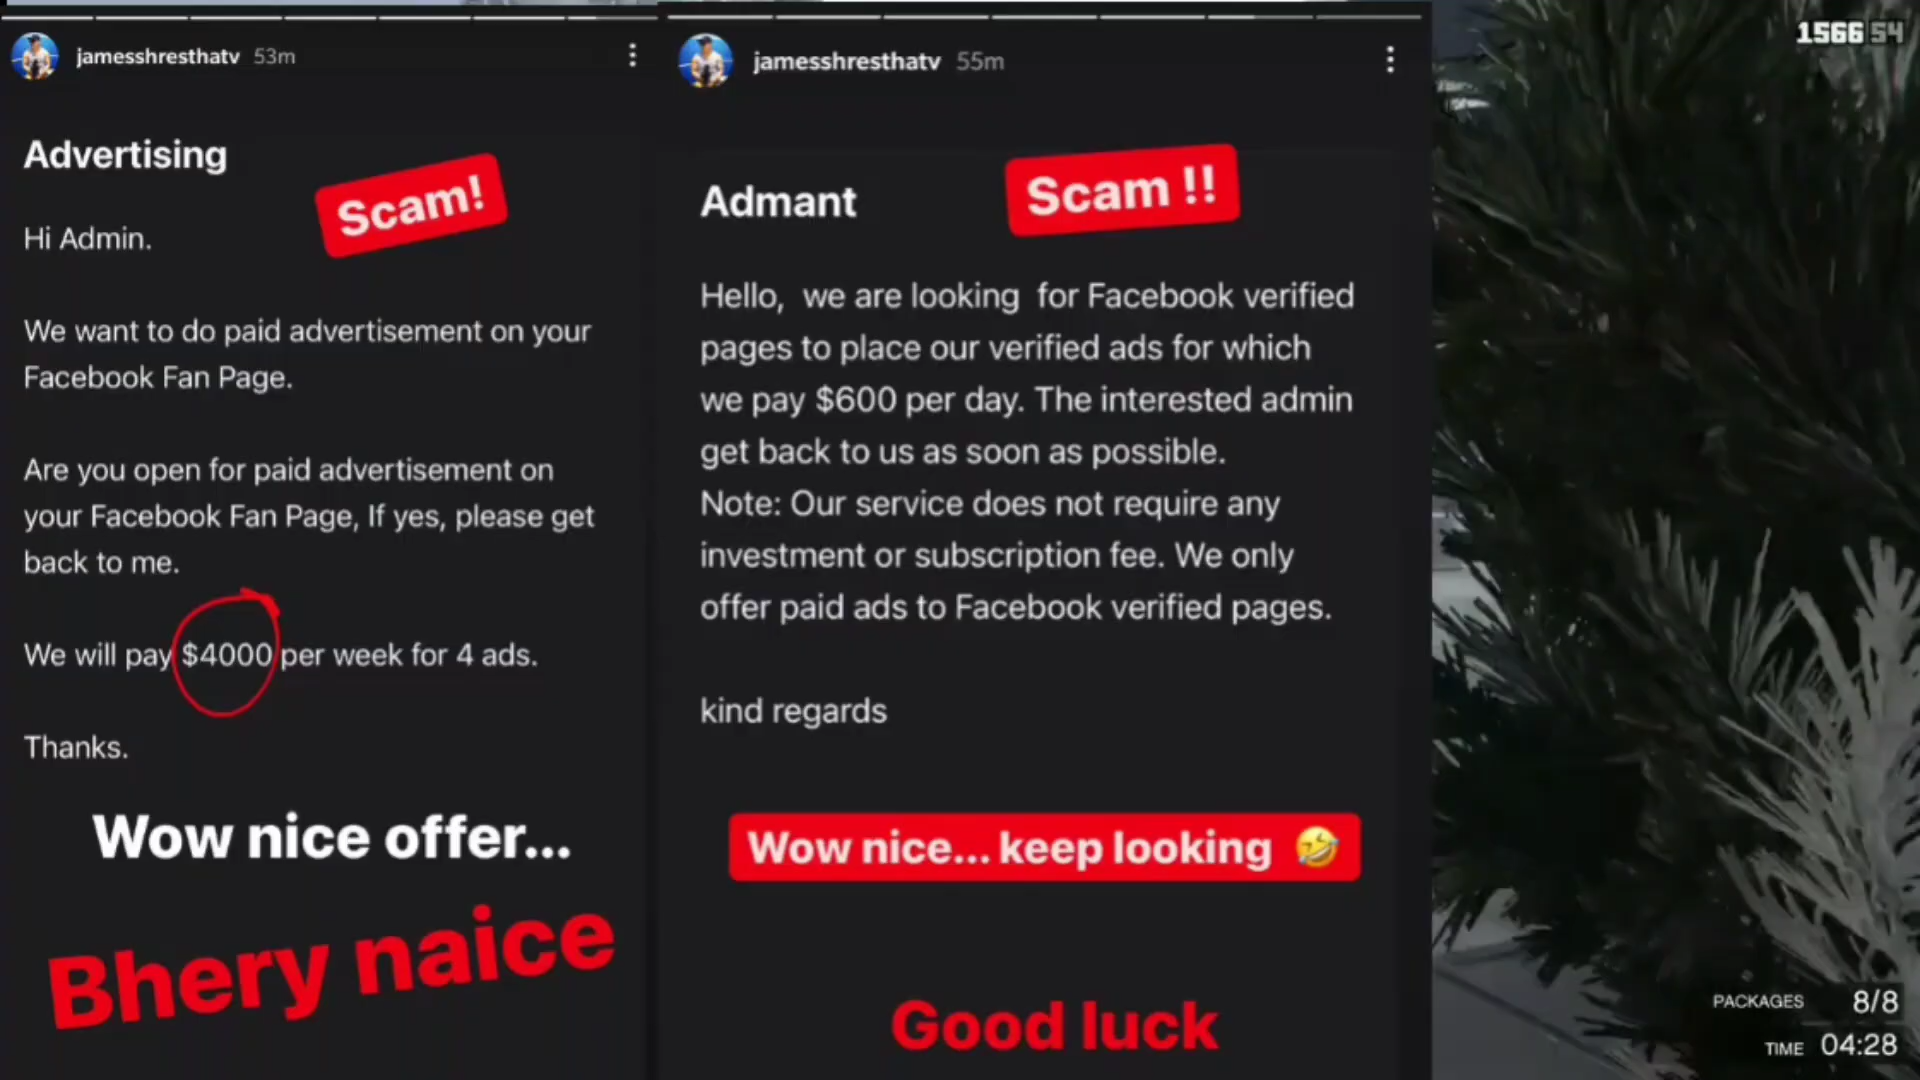 jamesshresthatv 53m
Advertising
Scam!
Hi Admin.
We want to do paid advertisement on your
Facebook Fan Page.
Are you open for paid advertisement on
your Facebook Fan Page, If yes, please get
back to me.
We will pay $4000 per week for 4 ads.
Thanks.
Wow nice offer...
Bhery naice
jamesshresthatv 55m
Admant
Scam !!
Hello, we are looking for Facebook verified
pages to place our verified ads for which
we pay $600 per day. The interested admin
get back to us as soon as possible.
Note: Our service does not require any
investment or subscription fee. We only
offer paid ads to Facebook verified pages.
kind regards
Wow nice... keep looking 🤣
Good luck
1566 54
PACKAGES 8/8
TIME 04:28